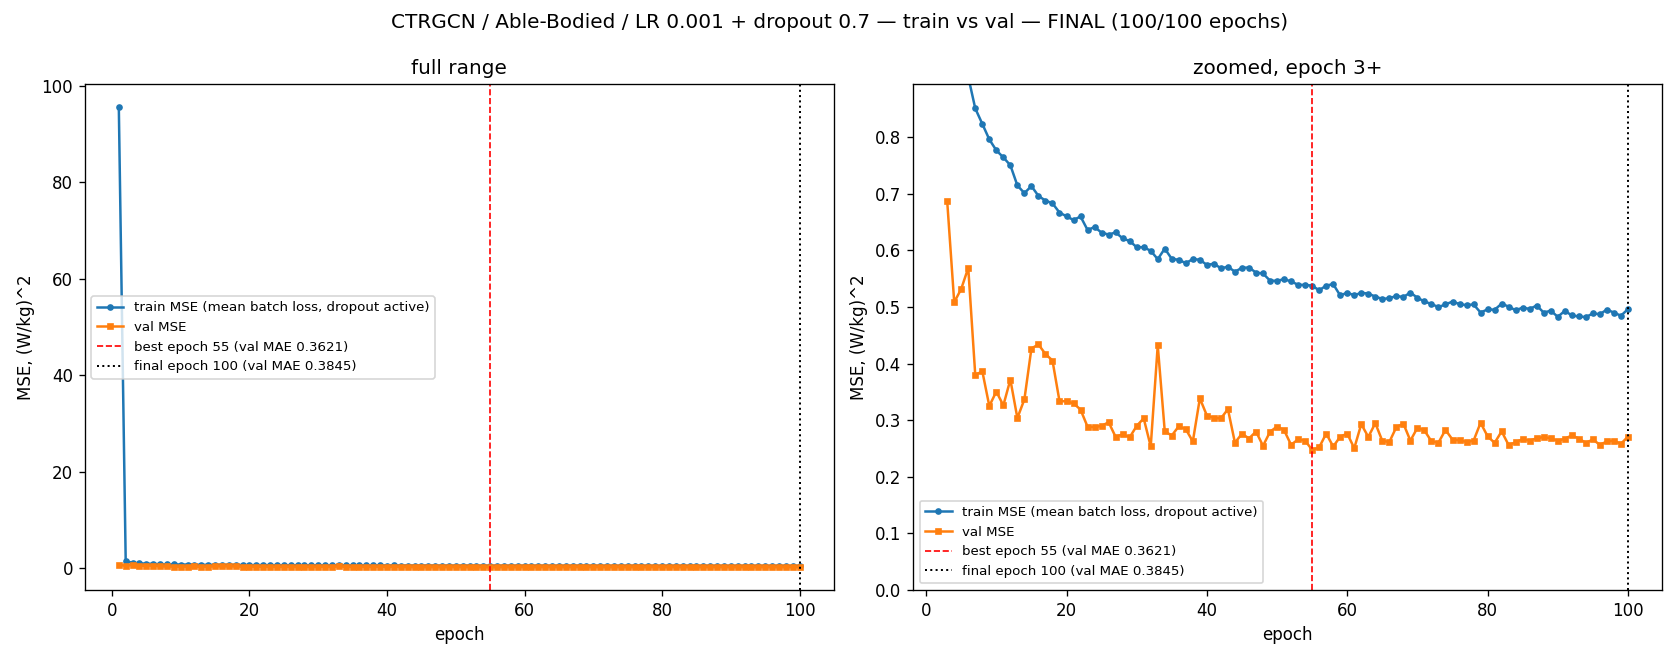 CTRGCN / Able-Bodied / LR 0.001 + dropout 0.7 — train vs val — FINAL (100/100 epochs)
full range
MSE, (W/kg)^2
100
80
60
40
20
0
train MSE (mean batch loss, dropout active)
val MSE
best epoch 55 (val MAE 0.3621)
final epoch 100 (val MAE 0.3845)
0
20
40
60
80
100
epoch
zoomed, epoch 3+
MSE, (W/kg)^2
0.8
0.7
0.6
0.5
0.4
0.3
0.2
0.1
0.0
train MSE (mean batch loss, dropout active)
val MSE
best epoch 55 (val MAE 0.3621)
final epoch 100 (val MAE 0.3845)
0
20
40
60
80
100
epoch